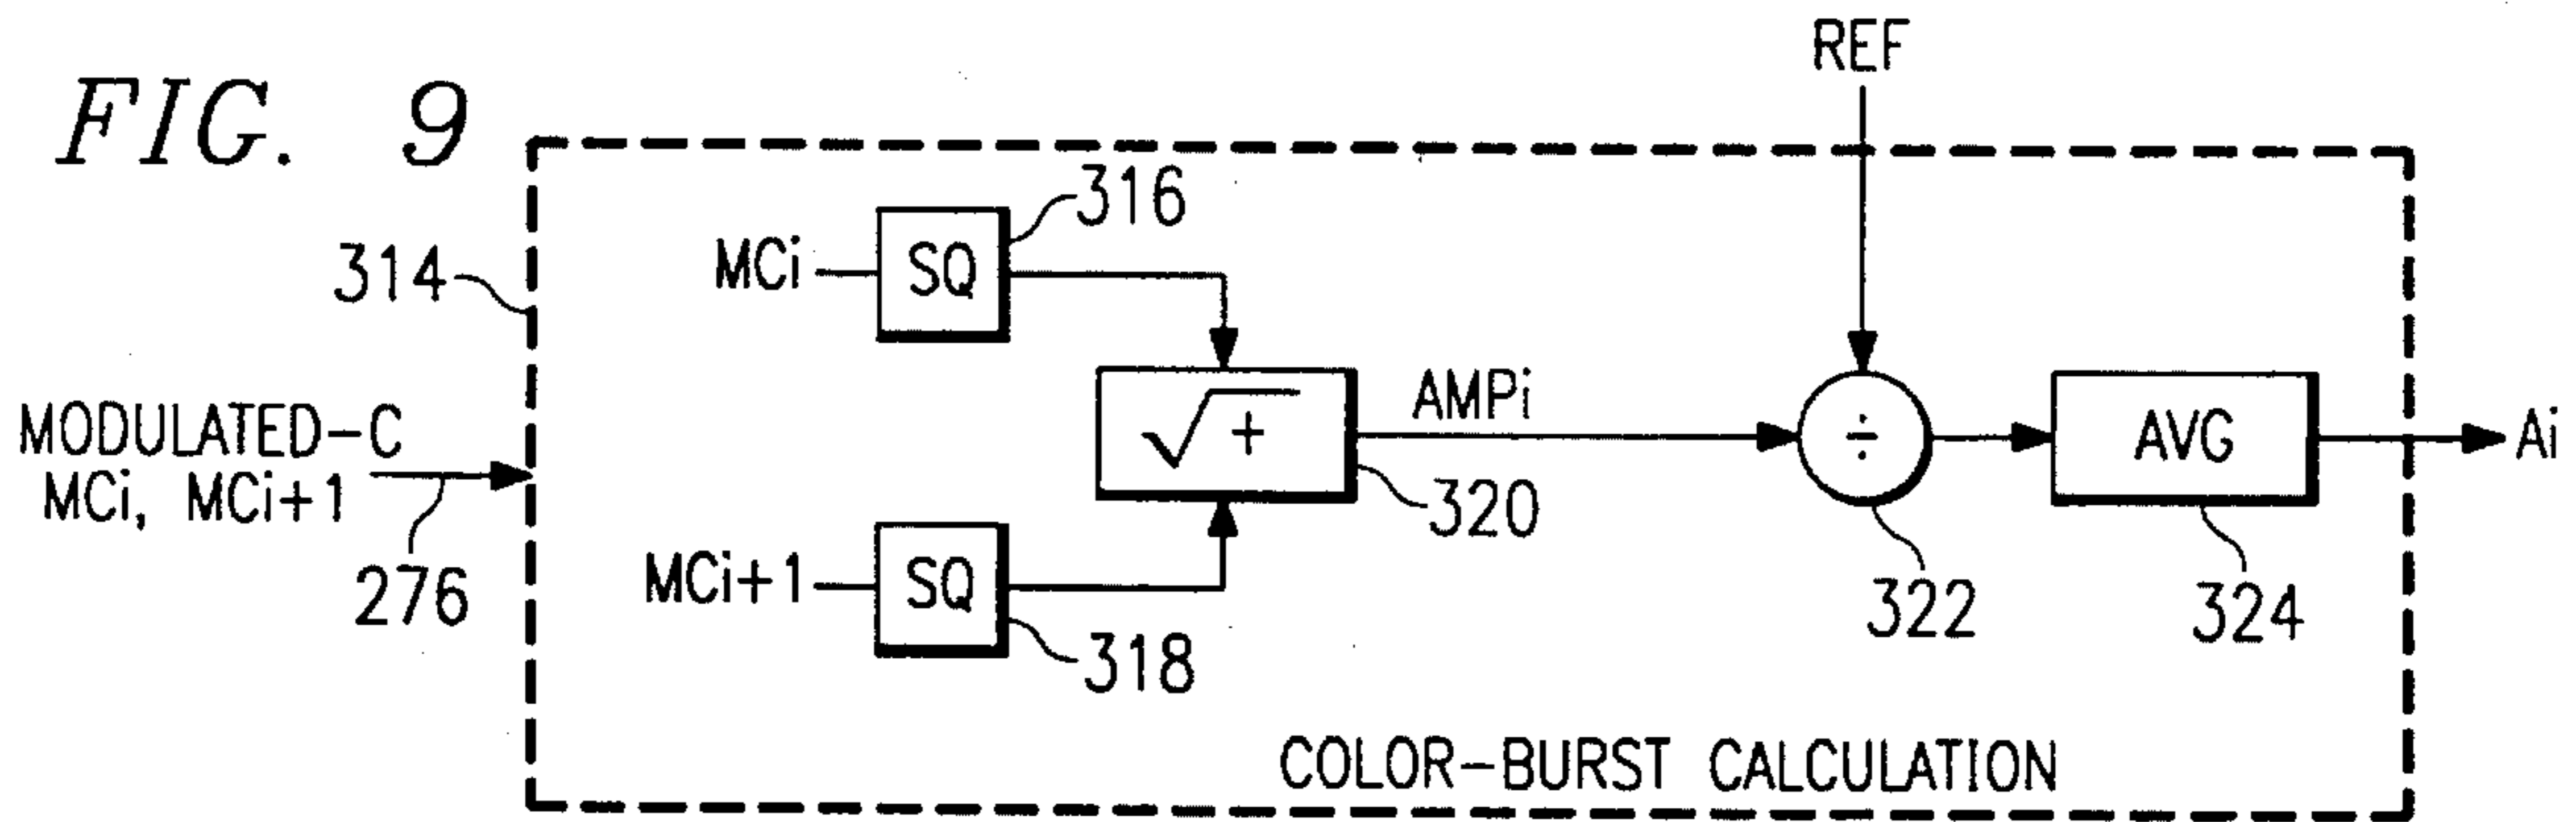 FIG. 9
REF
314
MCi
SQ
316
MODULATED-C
MCi, MCi+1
276
√+
AMPi
320
÷
322
AVG
324
Ai
MCi+1
SQ
318
COLOR-BURST CALCULATION